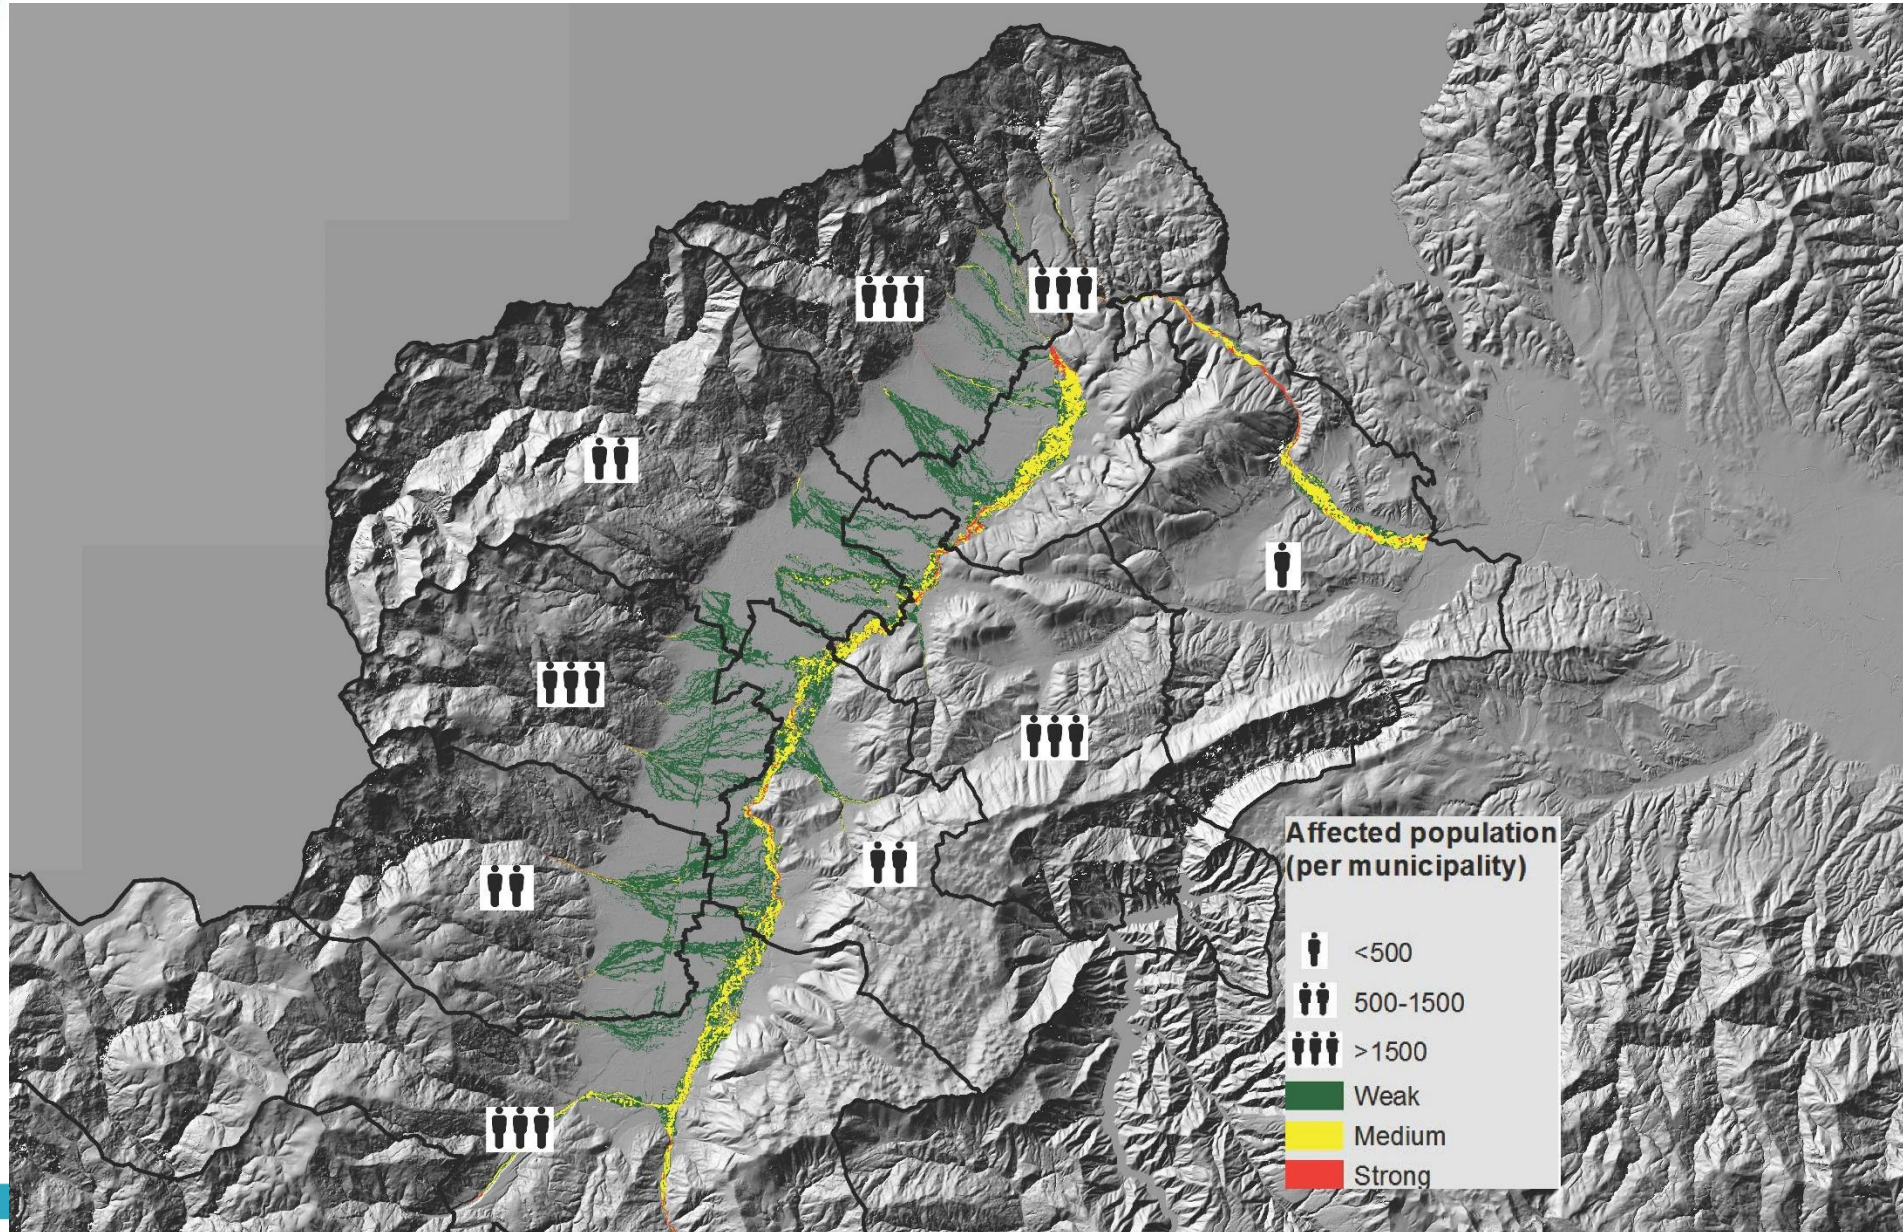 Affected population
(per municipality)
<500
500-1500
>1500
Weak
Medium
Strong